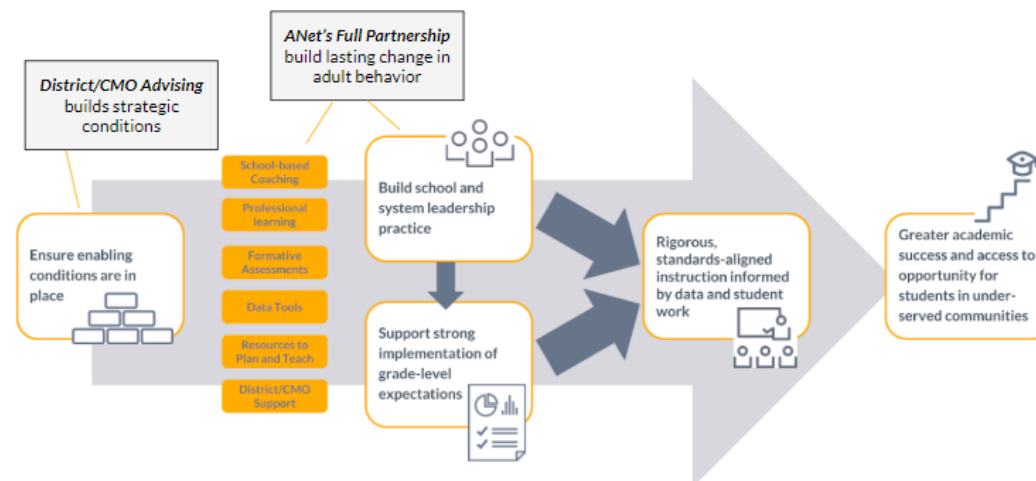 ANet's Full Partnership
build lasting change in
adult behavior
District/CMO Advising
builds strategic
conditions
School-based
Coaching
Professional
learning
Formative
Assessments
Data Tools
Resources to
Plan and Teach
District/CMO
Support
Ensure enabling
conditions are in
place
Build school and
system leadership
practice
Support strong
implementation of
grade-level
expectations
Rigorous,
standards-aligned
instruction informed
by data and student
work
Greater academic
success and access to
opportunity for
students in under-
served communities